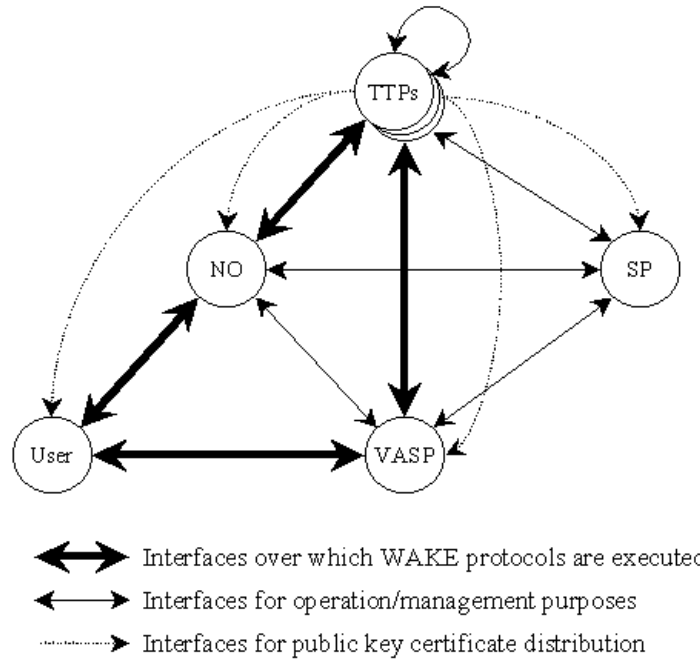 TTPs
NO
SP
User
VASP
Interfaces over which WAKE protocols are executed
Interfaces for operation/management purposes
Interfaces for public key certificate distribution